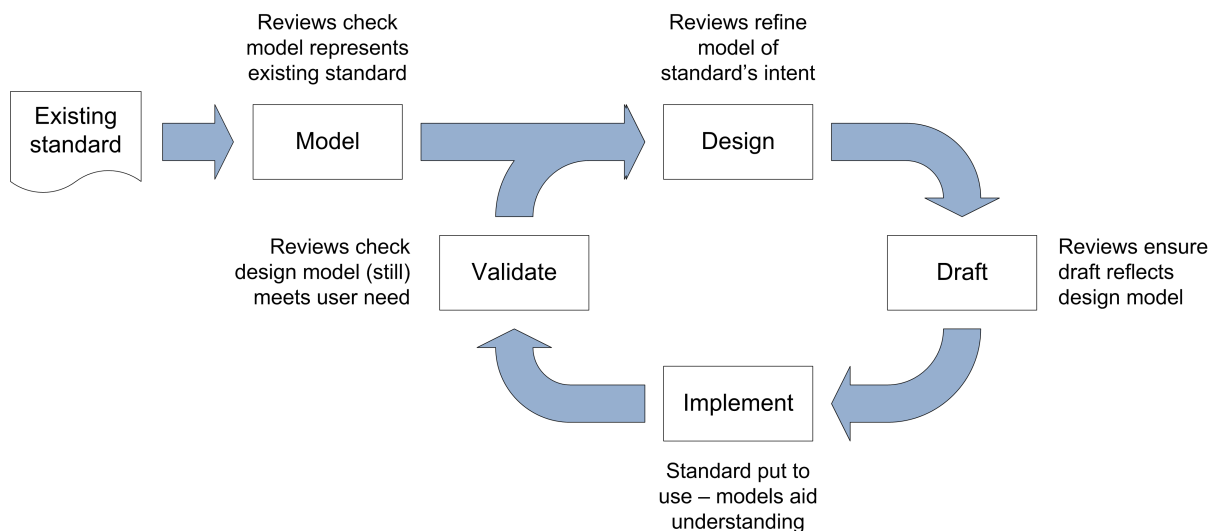 Reviews check
model represents
existing standard
Reviews refine
model of
standard's intent
Existing
standard
Model
Design
Reviews check
design model (still)
meets user need
Validate
Draft
Reviews ensure
draft reflects
design model
Implement
Standard put to
use – models aid
understanding